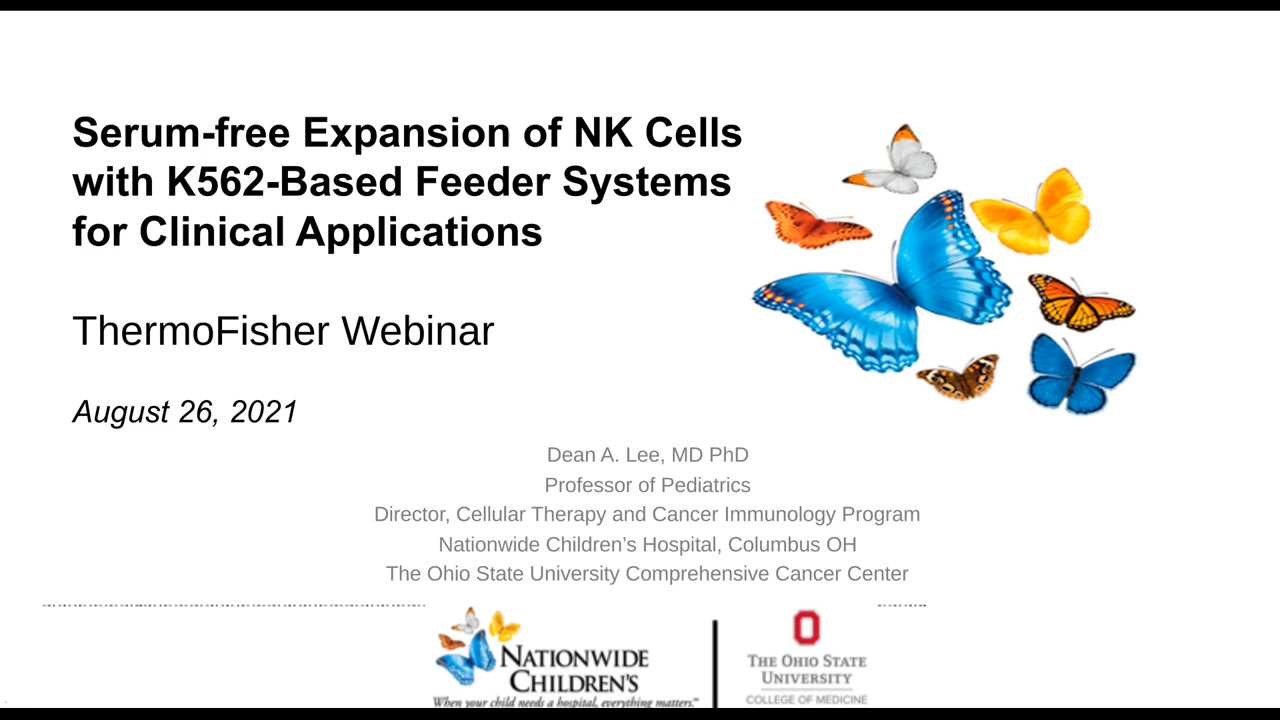 Serum-free Expansion of NK Cells
with K562-Based Feeder Systems
for Clinical Applications
ThermoFisher Webinar
August 26, 2021
Dean A. Lee, MD PhD
Professor of Pediatrics
Director, Cellular Therapy and Cancer Immunology Program
Nationwide Children’s Hospital, Columbus OH
The Ohio State University Comprehensive Cancer Center
NATIONWIDE
CHILDREN'S
When your child needs a hospital, everything matters.™
THE OHIO STATE
UNIVERSITY
COLLEGE OF MEDICINE